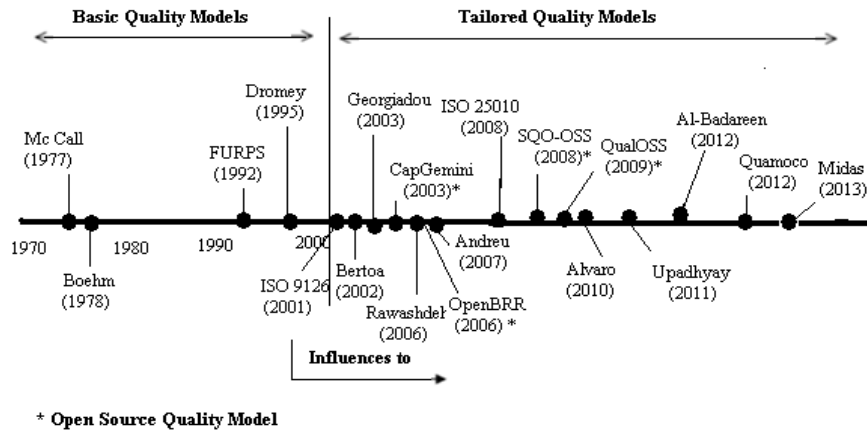 Basic Quality Models
Tailored Quality Models
Mc Call
(1977)
Boehm
(1978)
FURPS
(1992)
Dromey
(1995)
ISO 9126
(2001)
Bertoa
(2002)
Georgiadou
(2003)
CapGemini
(2003)*
Rawashdeh
(2006)
OpenBRR
(2006) *
Andreu
(2007)
ISO 25010
(2008)
SQO-OSS
(2008)*
QualOSS
(2009)*
Alvaro
(2010)
Upadhyay
(2011)
Al-Badareen
(2012)
Quamoco
(2012)
Midas
(2013)
1970
1980
1990
2000
Influences to
* Open Source Quality Model